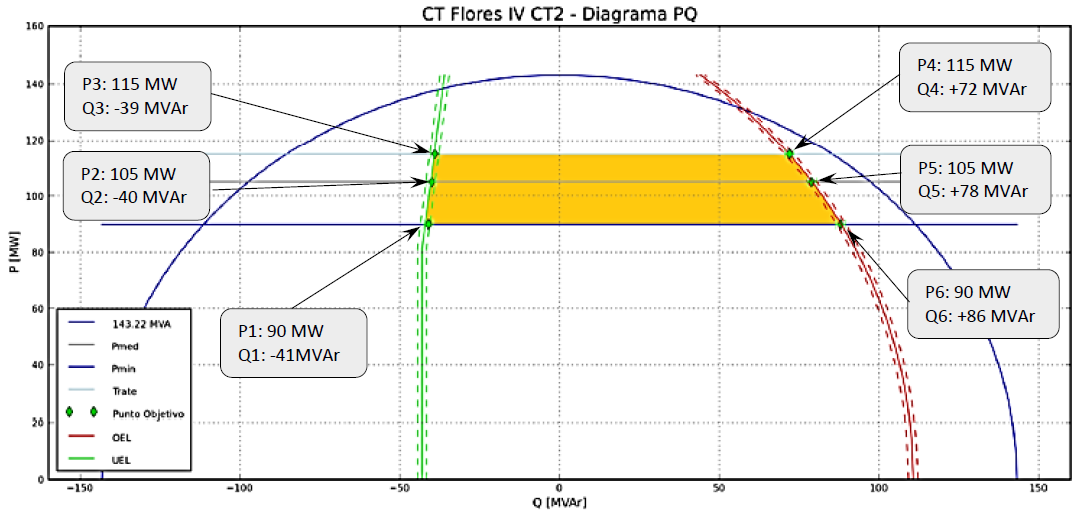 CT Flores IV CT2 - Diagrama PQ
P3: 115 MW
Q3: -39 MVAr
P4: 115 MW
Q4: +72 MVAr
P2: 105 MW
Q2: -40 MVAr
P5: 105 MW
Q5: +78 MVAr
P1: 90 MW
Q1: -41MVAr
P6: 90 MW
Q6: +86 MVAr
P [MW]
160
140
120
100
80
60
40
20
0
143.22 MVA
Pmed
Pmin
Trate
Punto Objetivo
OEL
UEL
−150 −100 −50 0 50 100 150
Q [MVAr]